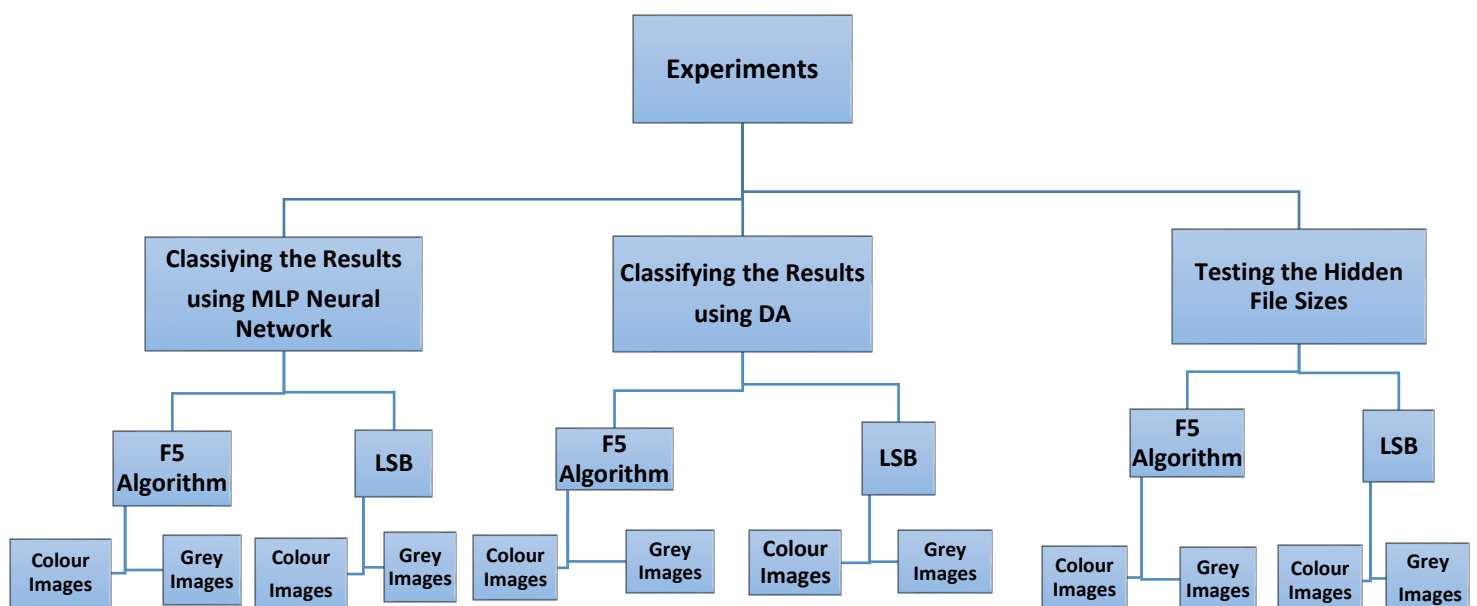 Experiments
Classiying the Results
using MLP Neural
Network
Classifying the Results
using DA
Testing the Hidden
File Sizes
F5
Algorithm
LSB
F5
Algorithm
LSB
F5
Algorithm
LSB
Colour
Images
Grey
Images
Colour
Images
Grey
Images
Colour
Images
Grey
Images
Colour
Images
Grey
Images
Colour
Images
Grey
Images
Colour
Images
Grey
Images